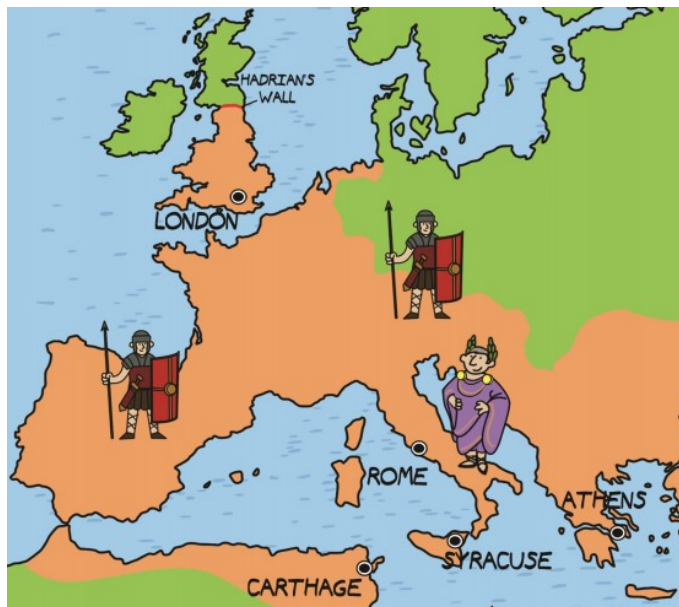 HADRIAN'S
WALL
LONDON
ROME
ATHENS
SYRACUSE
CARTHAGE